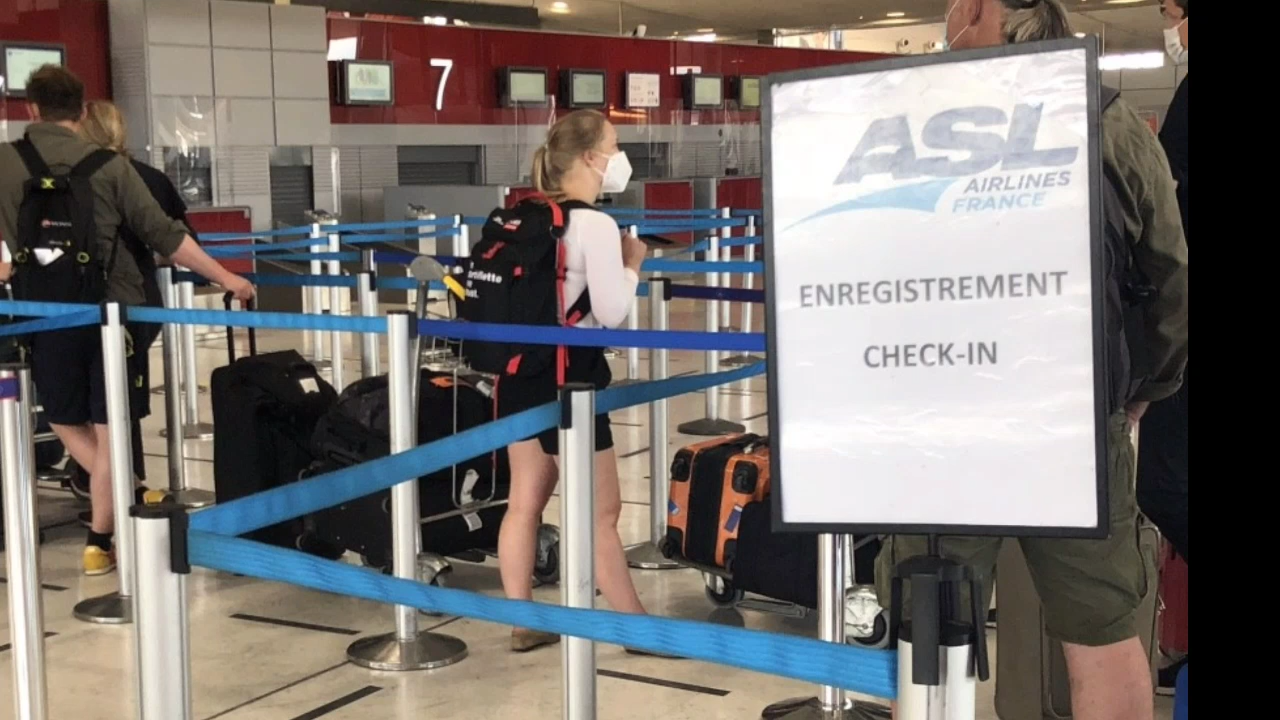 7
ASL
AIRLINES
FRANCE
ENREGISTREMENT
CHECK-IN